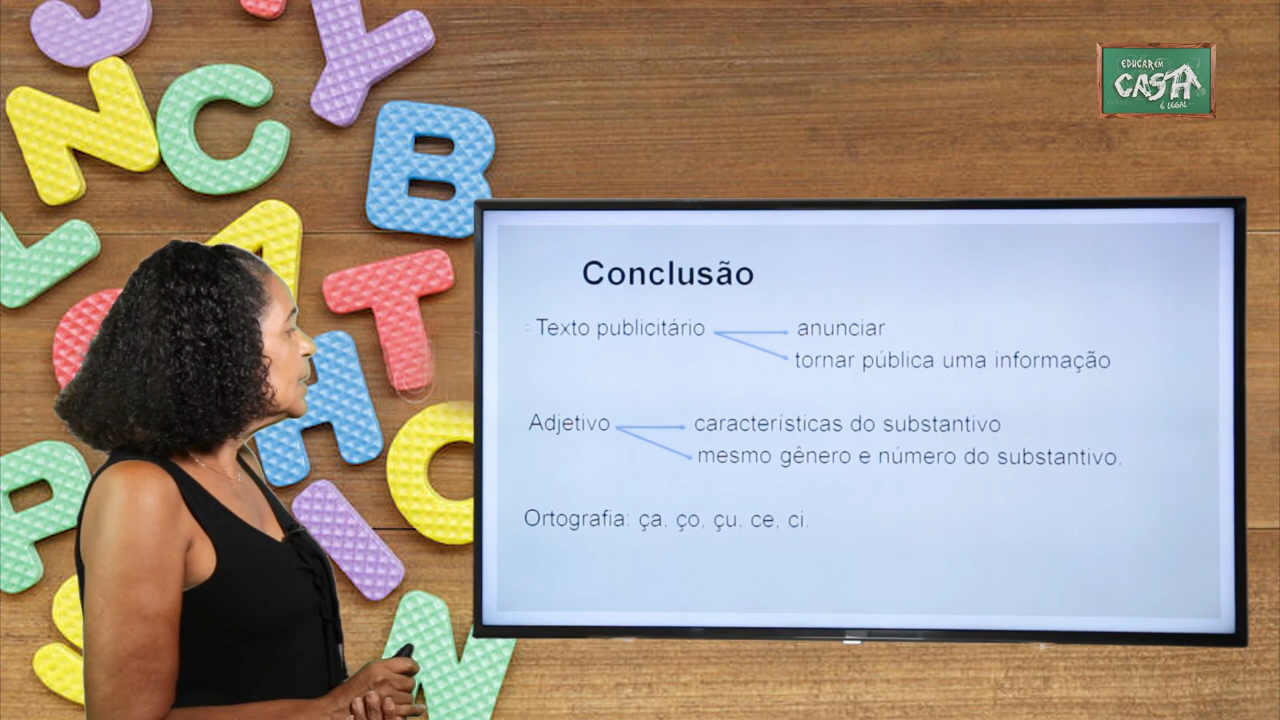 EDUCAR EM
CASA
É LEGAL
Conclusão
Texto publicitário anunciar
tornar pública uma informação
Adjetivo características do substantivo
mesmo gênero e número do substantivo.
Ortografia: ça, ço, çu, ce, ci.